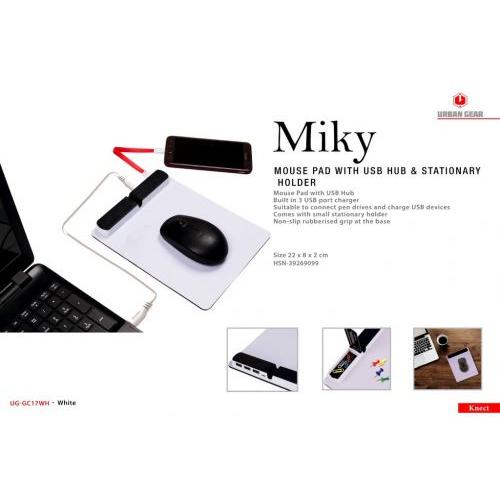 URBAN GEAR
Miky
MOUSE PAD WITH USB HUB & STATIONARY
HOLDER
Mouse Pad with USB Hub
Built in 3 USB port charger
Suitable to connect pen drives and charge USB devices
Comes with small stationary holder
Non-slip rubberised grip at the base
Size 22 x 8 x 2 cm
HSN-39269099
UG-GC17WH • White
Knect